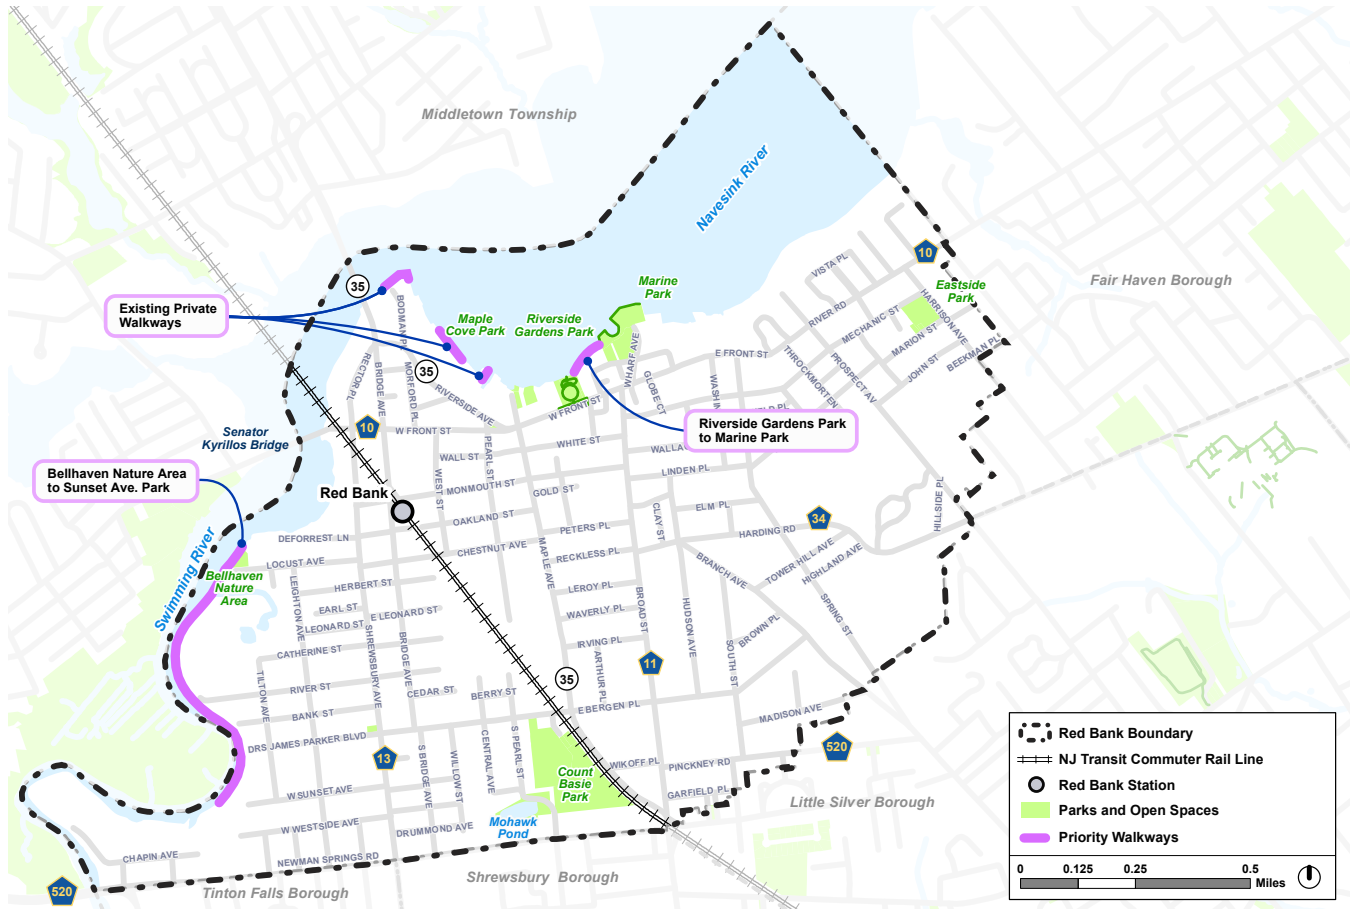 Middletown Township
Navesink River
10
VISTA PL
Fair Haven Borough
35
Marine
Park
Eastside
Park
Existing Private
Walkways
BODMAN PL
Maple
Cove Park
Riverside
Gardens Park
RIVER RD
MECHANIC ST
HARRISON AVE
MARION ST
BEEKMAN PL
JOHN ST
PROSPECT AV
THROCKMORTEN
E FRONT ST
WHARF AVE
GLOBE CT
RECTOR PL
BRIDGE AVE
MORFORD PL
35
RIVERSIDE AVE
W FRONT ST
Riverside Gardens Park
to Marine Park
Senator
Kyrillos Bridge
10
W FRONT ST
WHITE ST
WALL ST
PEARL ST
LINDEN PL
Bellhaven Nature Area
to Sunset Ave. Park
Red Bank
WEST ST
MONMOUTH ST
GOLD ST
HILLSIDE PL
ELM PL
CLAY ST
34
OAKLAND ST
PETERS PL
HARDING RD
DEFORREST LN
CHESTNUT AVE
MAPLE AVE
RECKLESS PL
BRANCH AVE
TOWER HILL AVE
HIGHLAND AVE
LOCUST AVE
Swimming River
Bellhaven
Nature
Area
LEIGHTON AVE
HERBERT ST
LEROY PL
BROAD ST
HUDSON AVE
SPRING ST
EARL ST
E LEONARD ST
WAVERLY PL
LEONARD ST
SHREWSBURY AVE
BRIDGE AVE
BROWN PL
CATHERINE ST
IRVING PL
ARTHUR PL
SOUTH ST
11
TILTON AVE
RIVER ST
CEDAR ST
BERRY ST
35
E BERGEN PL
BANK ST
MADISON AVE
DRS JAMES PARKER BLVD
S BRIDGE AVE
WILLOW ST
CENTRAL AVE
S PEARL ST
13
520
Count
Basie
Park
WIKOFF PL
PINCKNEY RD
GARFIELD PL
W SUNSET AVE
Little Silver Borough
Mohawk
Pond
W WESTSIDE AVE
DRUMMOND AVE
CHAPIN AVE
NEWMAN SPRINGS RD
520
Tinton Falls Borough
Shrewsbury Borough
Red Bank Boundary
NJ Transit Commuter Rail Line
Red Bank Station
Parks and Open Spaces
Priority Walkways
0 0.125 0.25 0.5
Miles